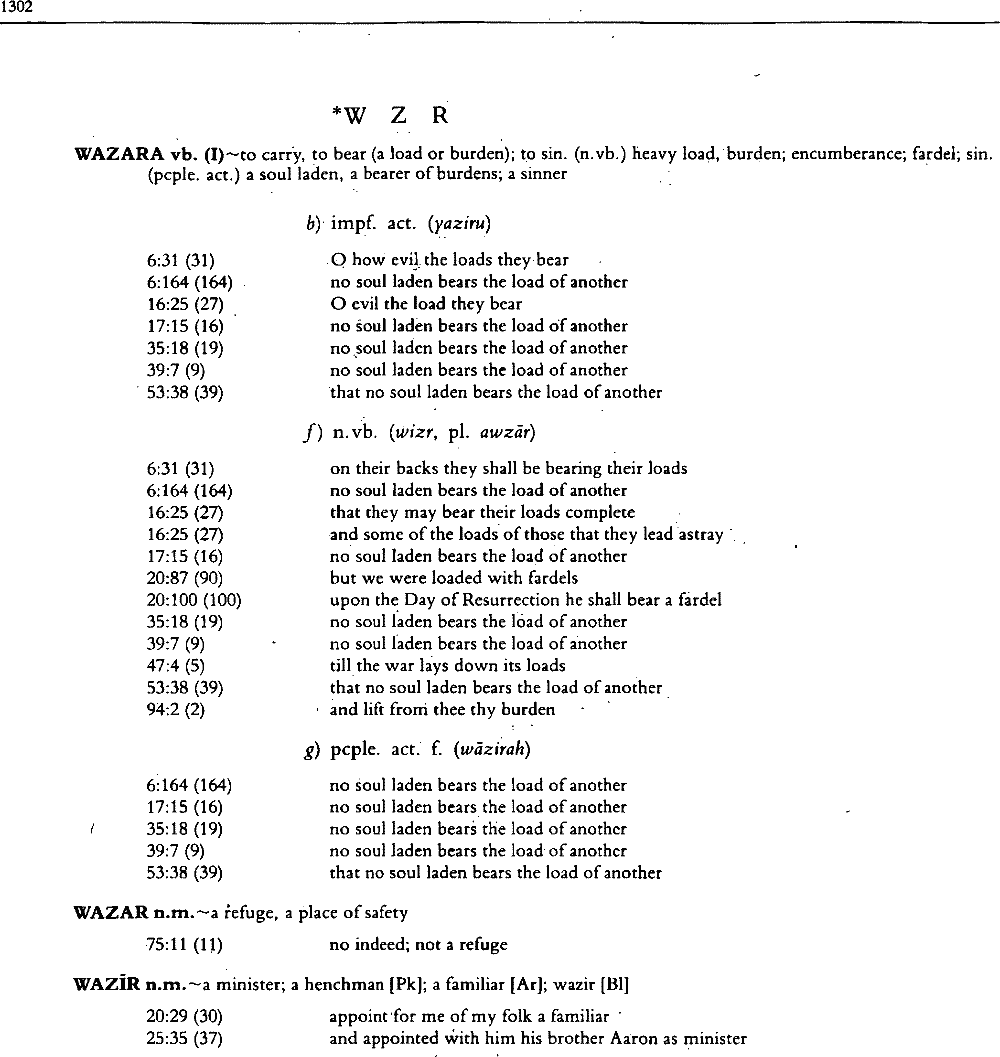 1302
*W Z R
WAZARA vb. (I)~to carry, to bear (a load or burden); to sin. (n.vb.) heavy load, burden; encumberance; fardel; sin.
(pcple. act.) a soul laden, a bearer of burdens; a sinner
b) impf. act. (yaziru)
6:31 (31) O how evil the loads they bear
6:164 (164) no soul laden bears the load of another
16:25 (27) O evil the load they bear
17:15 (16) no soul laden bears the load of another
35:18 (19) no soul laden bears the load of another
39:7 (9) no soul laden bears the load of another
53:38 (39) that no soul laden bears the load of another
f) n.vb. (wizr, pl. awzār)
6:31 (31) on their backs they shall be bearing their loads
6:164 (164) no soul laden bears the load of another
16:25 (27) that they may bear their loads complete
16:25 (27) and some of the loads of those that they lead astray
17:15 (16) no soul laden bears the load of another
20:87 (90) but we were loaded with fardels
20:100 (100) upon the Day of Resurrection he shall bear a fardel
35:18 (19) no soul laden bears the load of another
39:7 (9) no soul laden bears the load of another
47:4 (5) till the war lays down its loads
53:38 (39) that no soul laden bears the load of another
94:2 (2) and lift from thee thy burden
g) pcple. act. f. (wāzirah)
6:164 (164) no soul laden bears the load of another
17:15 (16) no soul laden bears the load of another
35:18 (19) no soul laden bears the load of another
39:7 (9) no soul laden bears the load of another
53:38 (39) that no soul laden bears the load of another
WAZAR n.m.~a refuge, a place of safety
75:11 (11) no indeed; not a refuge
WAZĪR n.m.~a minister; a henchman [Pk]; a familiar [Ar]; wazir [Bl]
20:29 (30) appoint for me of my folk a familiar
25:35 (37) and appointed with him his brother Aaron as minister